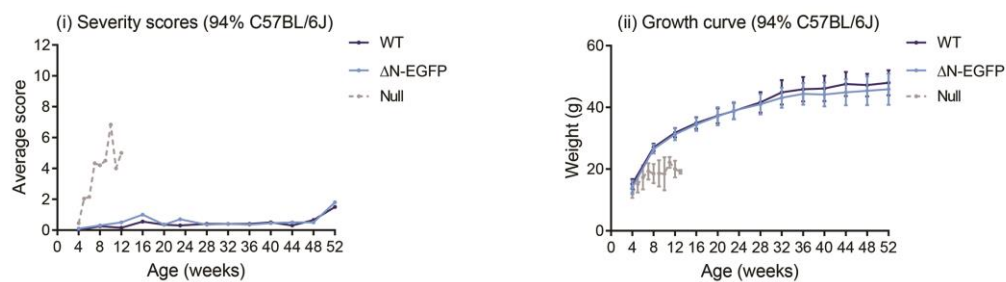 (i) Severity scores (94% C57BL/6J)
12
10
8
6
4
2
0
Average score
0 4 8 12 16 20 24 28 32 36 40 44 48 52
Age (weeks)
WT
ΔN-EGFP
Null
(ii) Growth curve (94% C57BL/6J)
60
40
20
0
Weight (g)
0 4 8 12 16 20 24 28 32 36 40 44 48 52
Age (weeks)
WT
ΔN-EGFP
Null